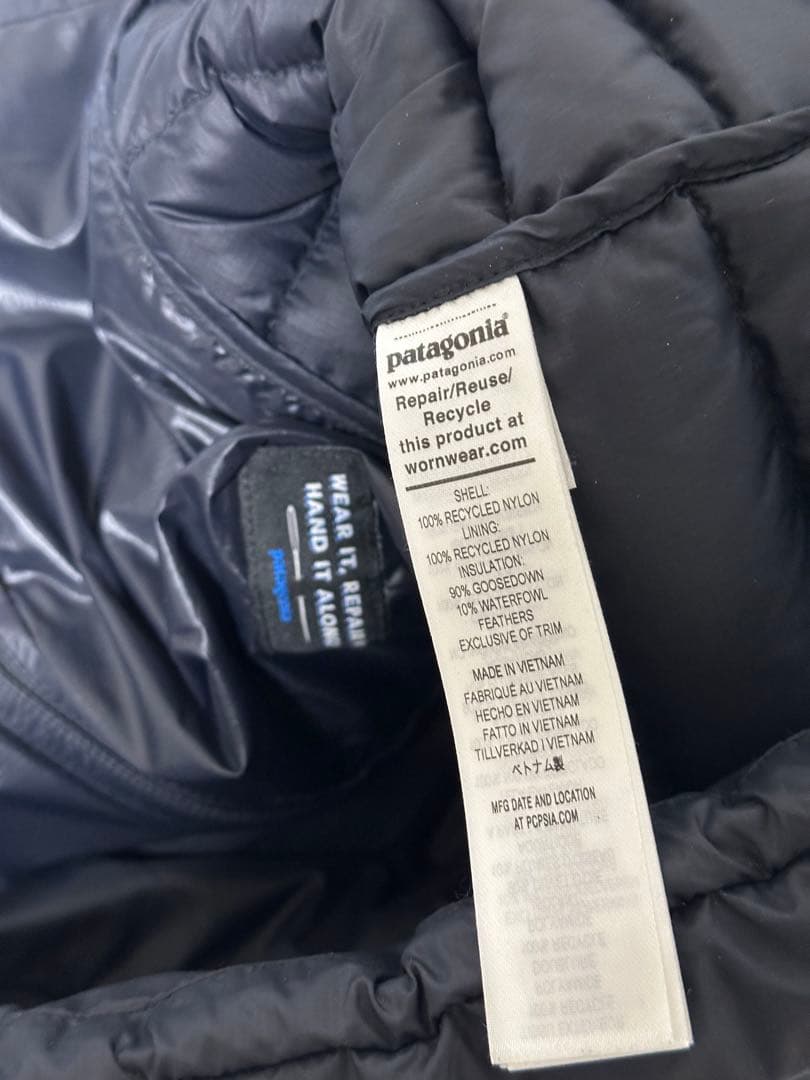 patagonia®
www.patagonia.com
Repair/Reuse/
Recycle
this product at
wornwear.com
SHELL:
100% RECYCLED NYLON
LINING:
100% RECYCLED NYLON
INSULATION:
90% GOOSEDOWN
10% WATERFOWL
FEATHERS
EXCLUSIVE OF TRIM
MADE IN VIETNAM
FABRIQUÉ AU VIETNAM
HECHO EN VIETNAM
FATTO IN VIETNAM
TILLVERKAD I VIETNAM
ベトナム製
MFG DATE AND LOCATION
AT PCPSIA.COM
WEAR IT, REPAIR
HAND IT ALONG
patagonia